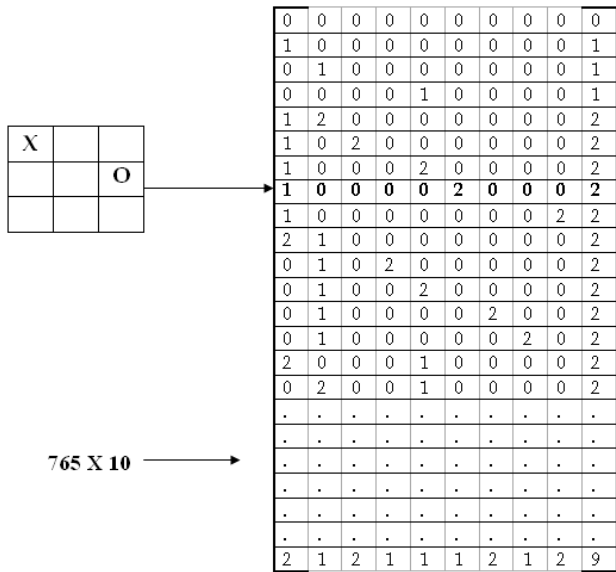 0 0 0 0 0 0 0 0 0 0
1 0 0 0 0 0 0 0 0 1
0 1 0 0 0 0 0 0 0 1
0 0 0 0 1 0 0 0 0 1
1 2 0 0 0 0 0 0 0 2
X
1 0 2 0 0 0 0 0 0 2
1 0 0 0 2 0 0 0 0 2
O
1 0 0 0 0 2 0 0 0 2
1 0 0 0 0 0 0 0 2 2
2 1 0 0 0 0 0 0 0 2
0 1 0 2 0 0 0 0 0 2
0 1 0 0 2 0 0 0 0 2
0 1 0 0 0 0 2 0 0 2
0 1 0 0 0 0 0 2 0 2
2 0 0 0 1 0 0 0 0 2
0 2 0 0 1 0 0 0 0 2
. . . . . . . . . .
. . . . . . . . . .
765 X 10
. . . . . . . . . .
. . . . . . . . . .
. . . . . . . . . .
. . . . . . . . . .
2 1 2 1 1 1 2 1 2 9